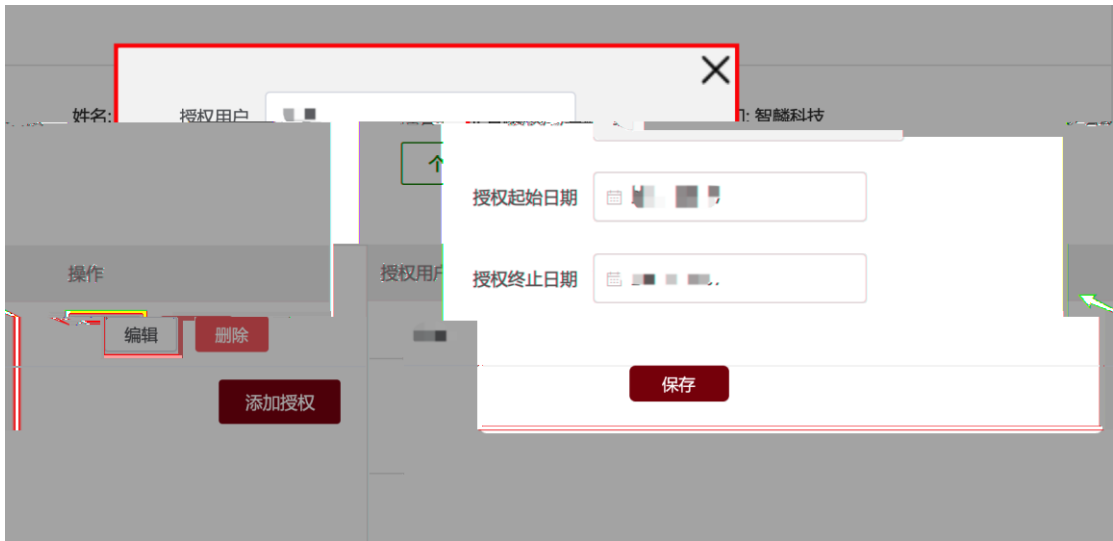 姓名:
授权用户
: 智麟科技
授权起始日期
操作
授权用户
授权终止日期
编辑
删除
保存
添加授权